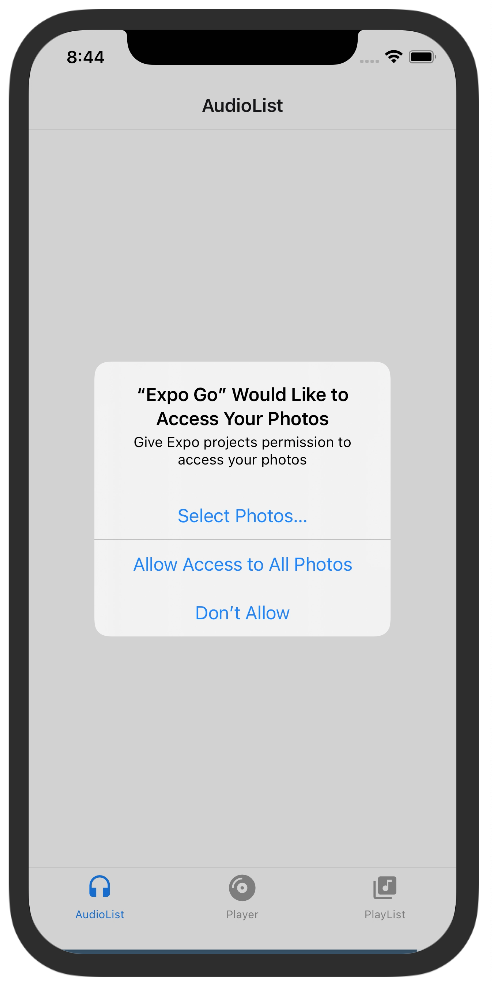 8:44
AudioList
“Expo Go” Would Like to
Access Your Photos
Give Expo projects permission to
access your photos
Select Photos...
Allow Access to All Photos
Don’t Allow
AudioList
Player
PlayList